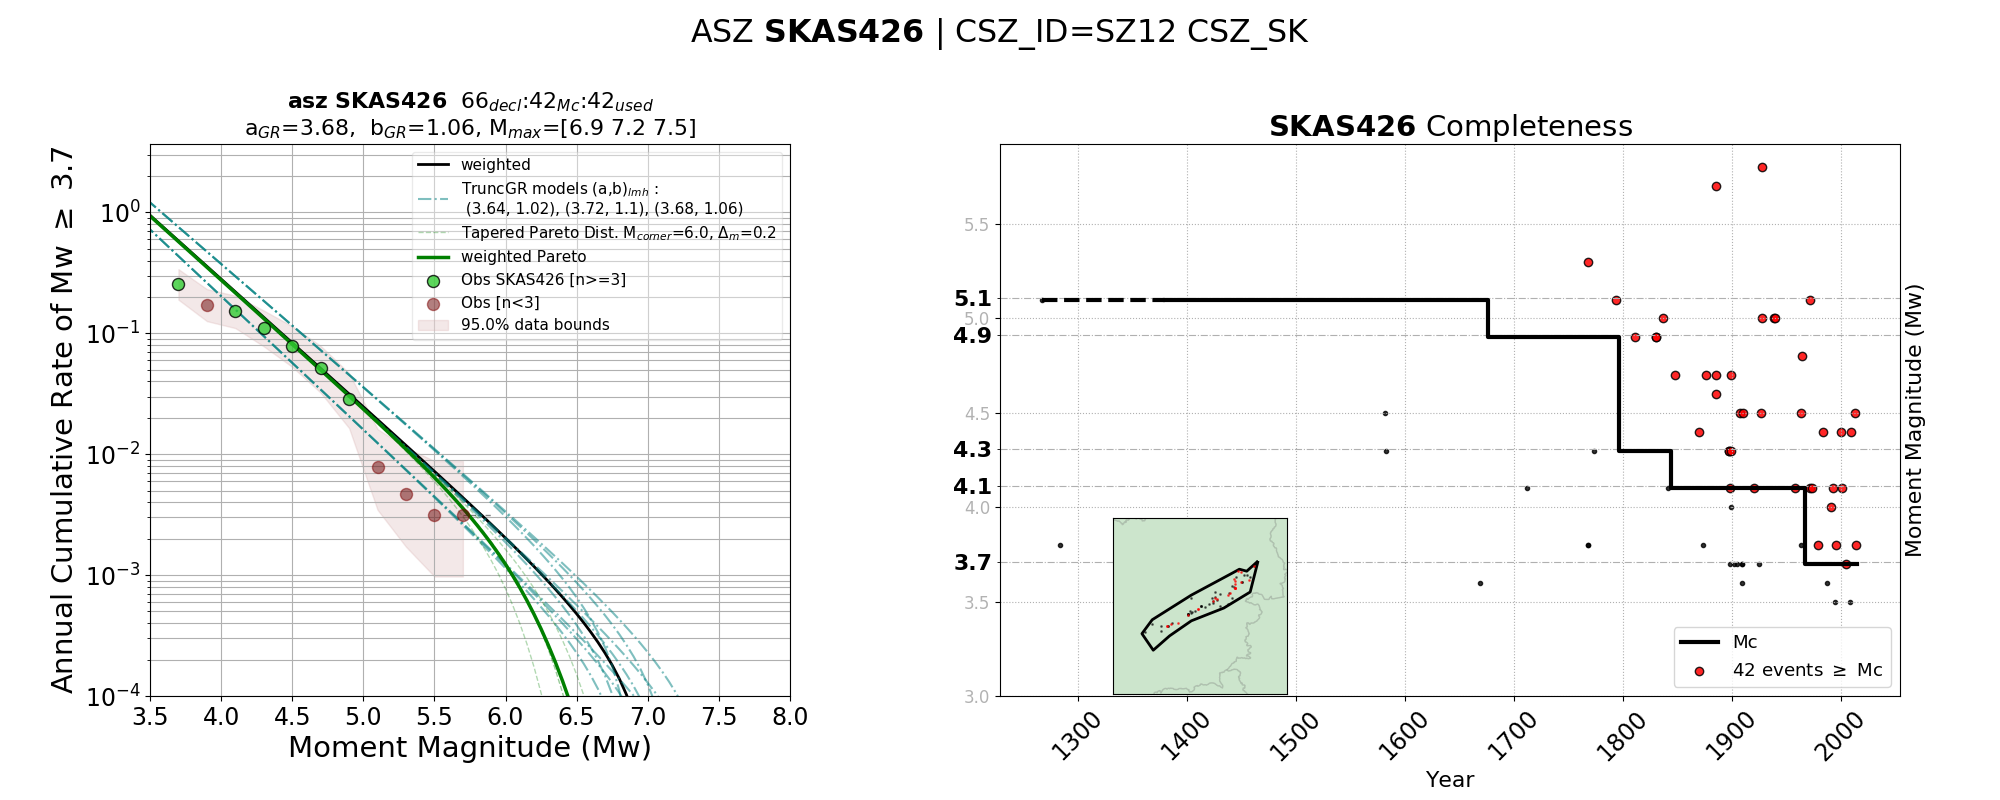 ASZ SKAS426 | CSZ_ID=SZ12 CSZ_SK
asz SKAS426 66decl:42Mc:42used
aGR=3.68, bGR=1.06, Mmax=[6.9 7.2 7.5]
Annual Cumulative Rate of Mw ≥ 3.7
10^0
10^−1
10^−2
10^−3
10^−4
weighted
TruncGR models (a,b)lmh :
(3.64, 1.02), (3.72, 1.1), (3.68, 1.06)
Tapered Pareto Dist. Mcorner=6.0, Δm=0.2
weighted Pareto
Obs SKAS426 [n>=3]
Obs [n<3]
95.0% data bounds
3.5 4.0 4.5 5.0 5.5 6.0 6.5 7.0 7.5 8.0
Moment Magnitude (Mw)
SKAS426 Completeness
5.5
5.1
5.0
4.9
4.5
4.3
4.1
4.0
3.7
3.5
3.0
Moment Magnitude (Mw)
Mc
42 events ≥ Mc
1300 1400 1500 1600 1700 1800 1900 2000
Year